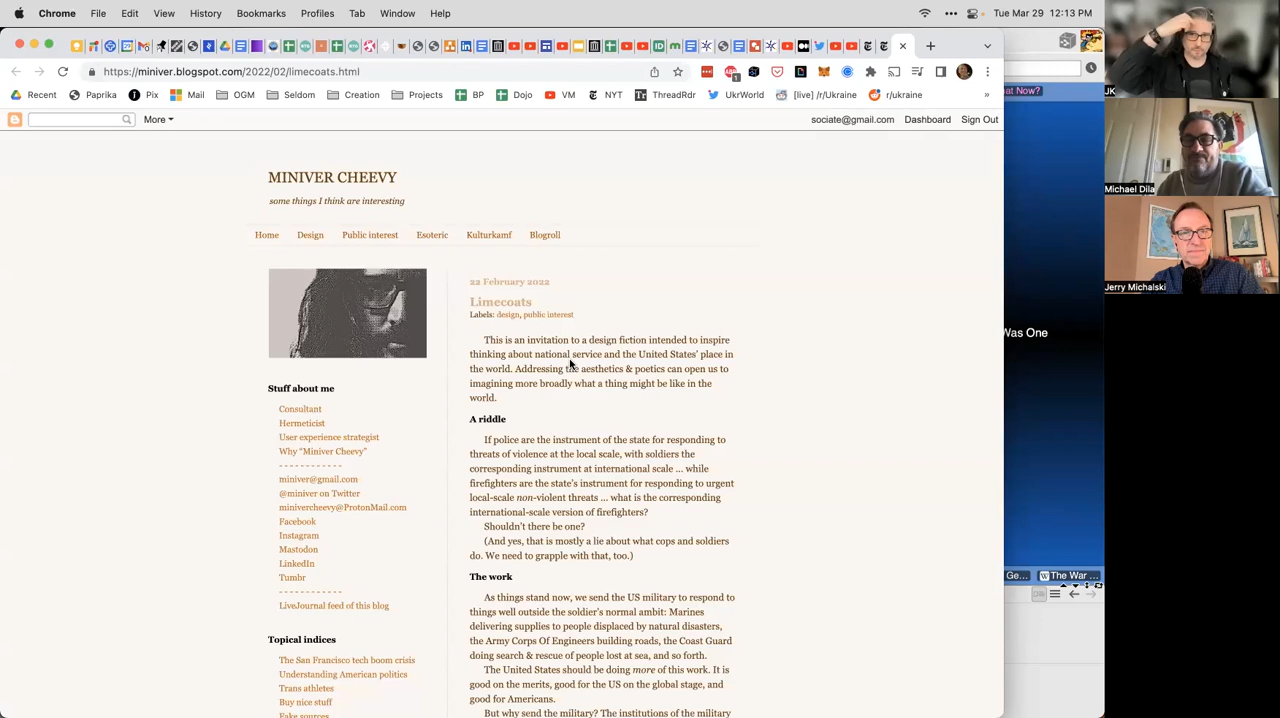 Chrome File Edit View History Bookmarks Profiles Tab Window Help Tue Mar 29 12:13 PM
https://miniver.blogspot.com/2022/02/limecoats.html
Recent Paprika Pix Mail OGM Seldom Creation Projects BP Dojo VM NYT ThreadRdr UkrWorld [live] /r/Ukraine r/ukraine »
More sociate@gmail.com Dashboard Sign Out
MINIVER CHEEVY
some things I think are interesting
Home Design Public interest Esoteric Kulturkamf Blogroll
Stuff about me
Consultant
Hermeticist
User experience strategist
Why “Miniver Cheevy”
- - - - - - - - - - - -
miniver@gmail.com
@miniver on Twitter
minivercheevy@ProtonMail.com
Facebook
Instagram
Mastodon
LinkedIn
Tumbr
- - - - - - - - - - - -
LiveJournal feed of this blog
Topical indices
The San Francisco tech boom crisis
Understanding American politics
Trans athletes
Buy nice stuff
Fake sources
22 February 2022
Limecoats
Labels: design, public interest
This is an invitation to a design fiction intended to inspire
thinking about national service and the United States’ place in
the world. Addressing the aesthetics & poetics can open us to
imagining more broadly what a thing might be like in the
world.
A riddle
If police are the instrument of the state for responding to
threats of violence at the local scale, with soldiers the
corresponding instrument at international scale ... while
firefighters are the state’s instrument for responding to urgent
local-scale non-violent threats ... what is the corresponding
international-scale version of firefighters?
Shouldn’t there be one?
(And yes, that is mostly a lie about what cops and soldiers
do. We need to grapple with that, too.)
The work
As things stand now, we send the US military to respond to
things well outside the soldier’s normal ambit: Marines
delivering supplies to people displaced by natural disasters,
the Army Corps Of Engineers building roads, the Coast Guard
doing search & rescue of people lost at sea, and so forth.
The United States should be doing more of this work. It is
good on the merits, good for the US on the global stage, and
good for Americans.
But why send the military? The institutions of the military
at Now?
Was One
Ge... The War ...
JK
Michael Dila
Jerry Michalski